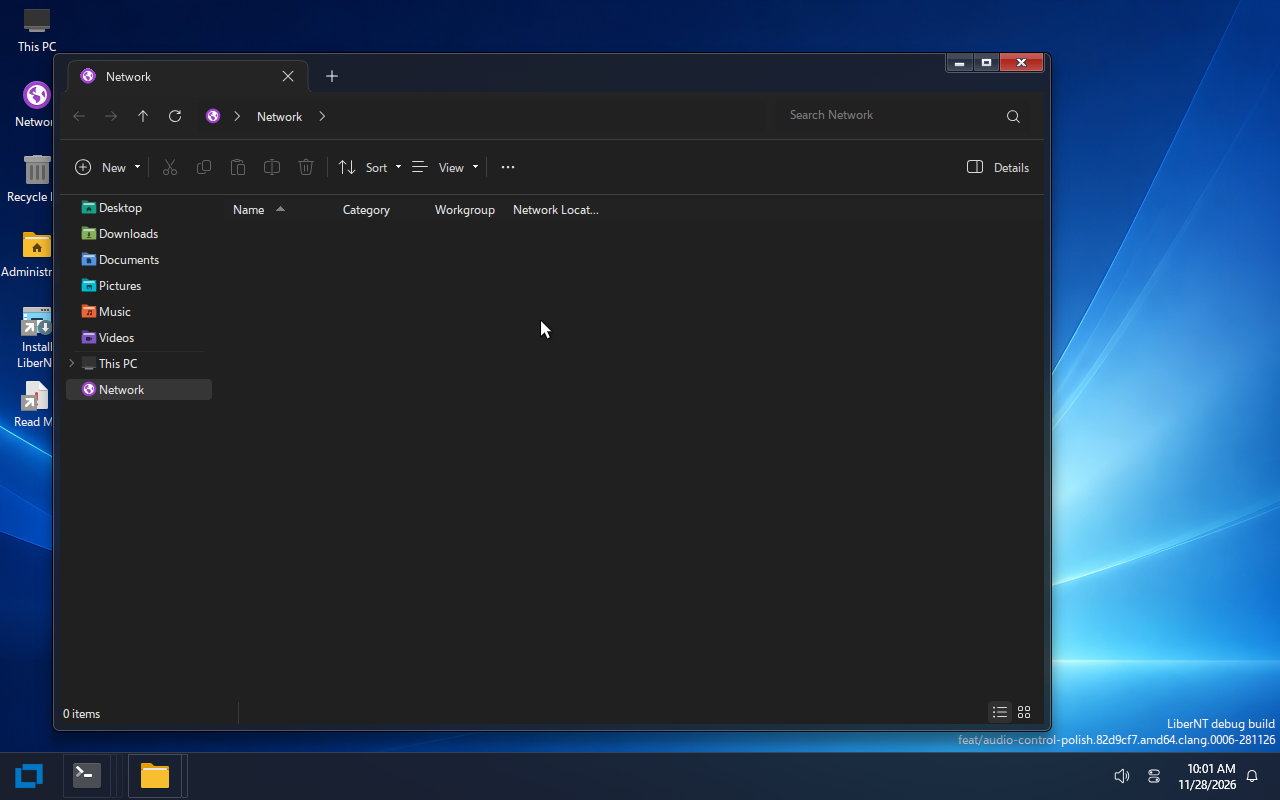 This PC
Networ
Recycle
Administr
Install
LiberN
Read M
Network
Network
Search Network
New
Sort
View
Details
Desktop
Downloads
Documents
Pictures
Music
Videos
This PC
Network
Name
Category
Workgroup
Network Locat...
0 items
LiberNT debug build
feat/audio-control-polish.82d9cf7.amd64.clang.0006-281126
10:01 AM
11/28/2026